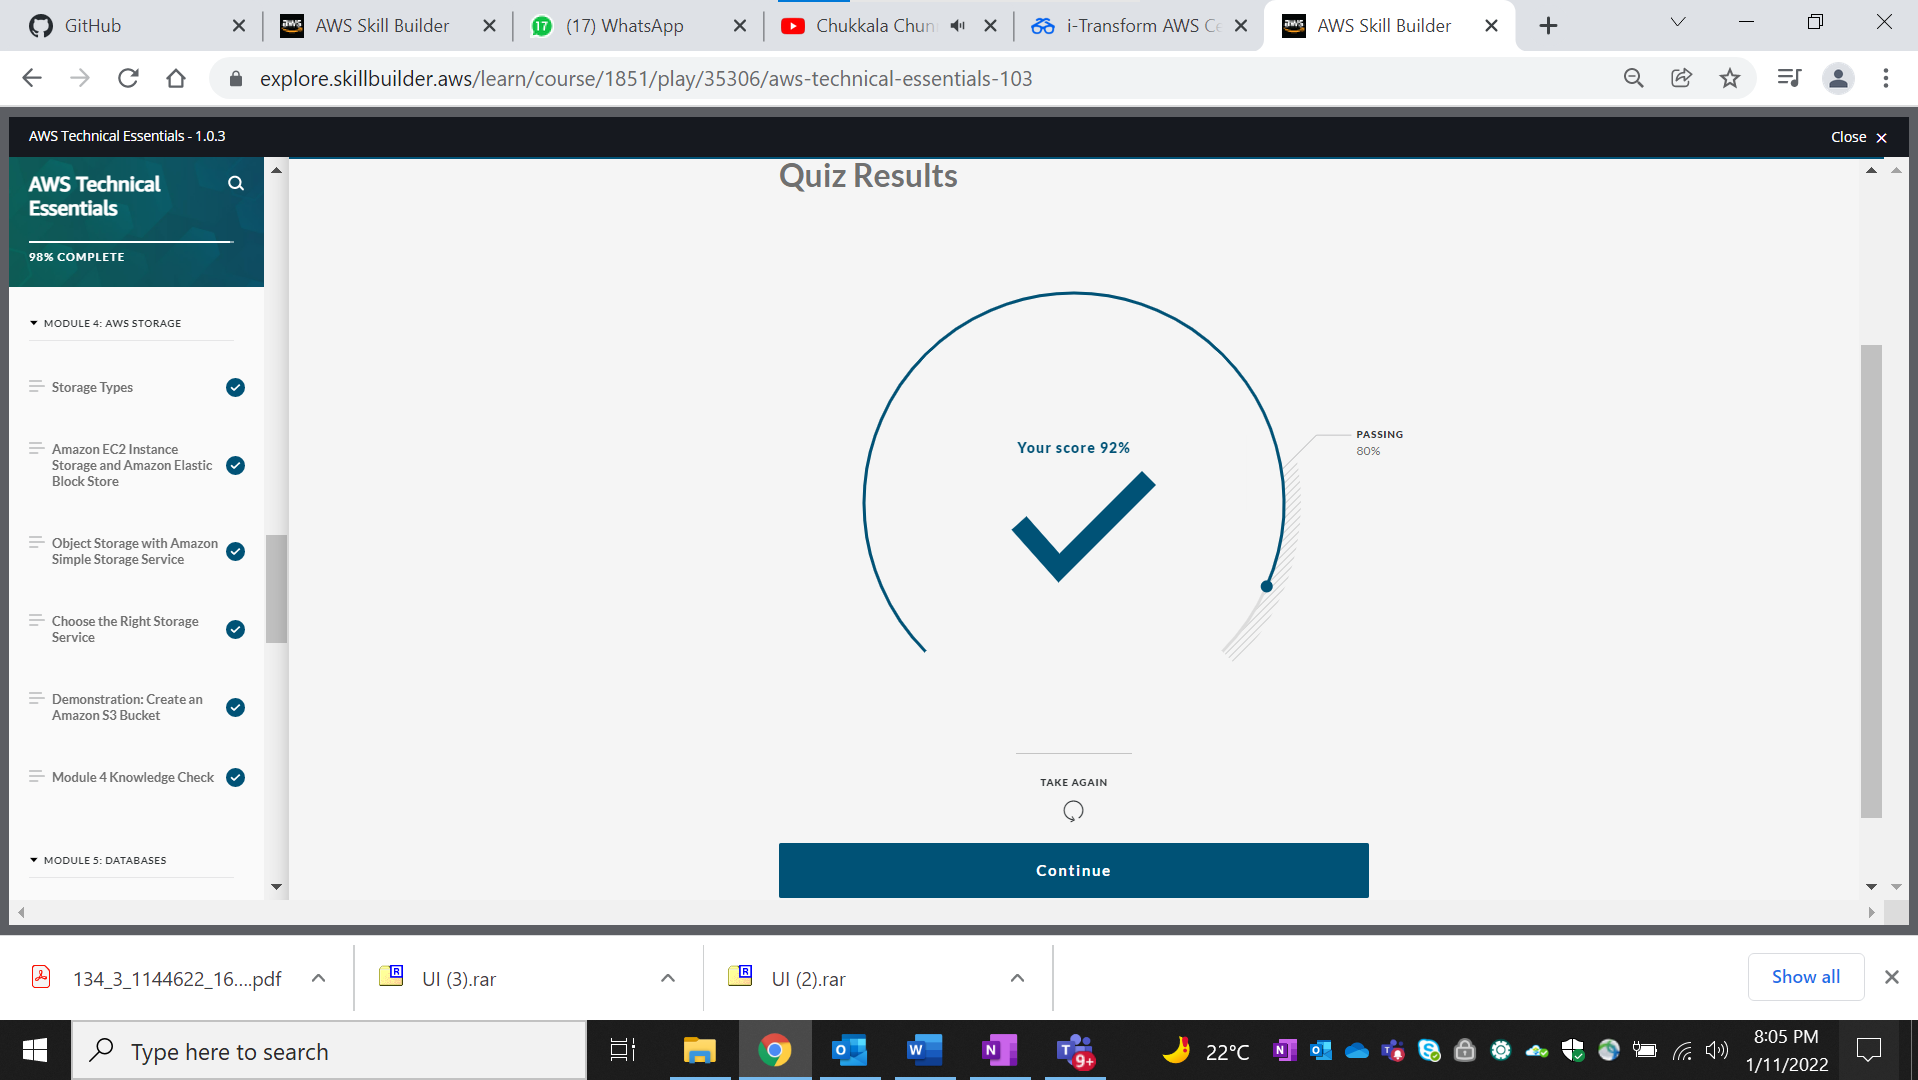 GitHub
aws
AWS Skill Builder
17
(17) WhatsApp
Chukkala Chun
i-Transform AWS Ce
aws
AWS Skill Builder
explore.skillbuilder.aws/learn/course/1851/play/35306/aws-technical-essentials-103
AWS Technical Essentials - 1.0.3
Close
AWS Technical
Essentials
98% COMPLETE
MODULE 4: AWS STORAGE
Storage Types
Amazon EC2 Instance
Storage and Amazon Elastic
Block Store
Object Storage with Amazon
Simple Storage Service
Choose the Right Storage
Service
Demonstration: Create an
Amazon S3 Bucket
Module 4 Knowledge Check
MODULE 5: DATABASES
Quiz Results
Your score 92%
PASSING
80%
TAKE AGAIN
Continue
134_3_1144622_16....pdf
R
UI (3).rar
R
UI (2).rar
Show all
Type here to search
O
W
N
T
9+
22°C
N
O
T
S
8:05 PM
1/11/2022